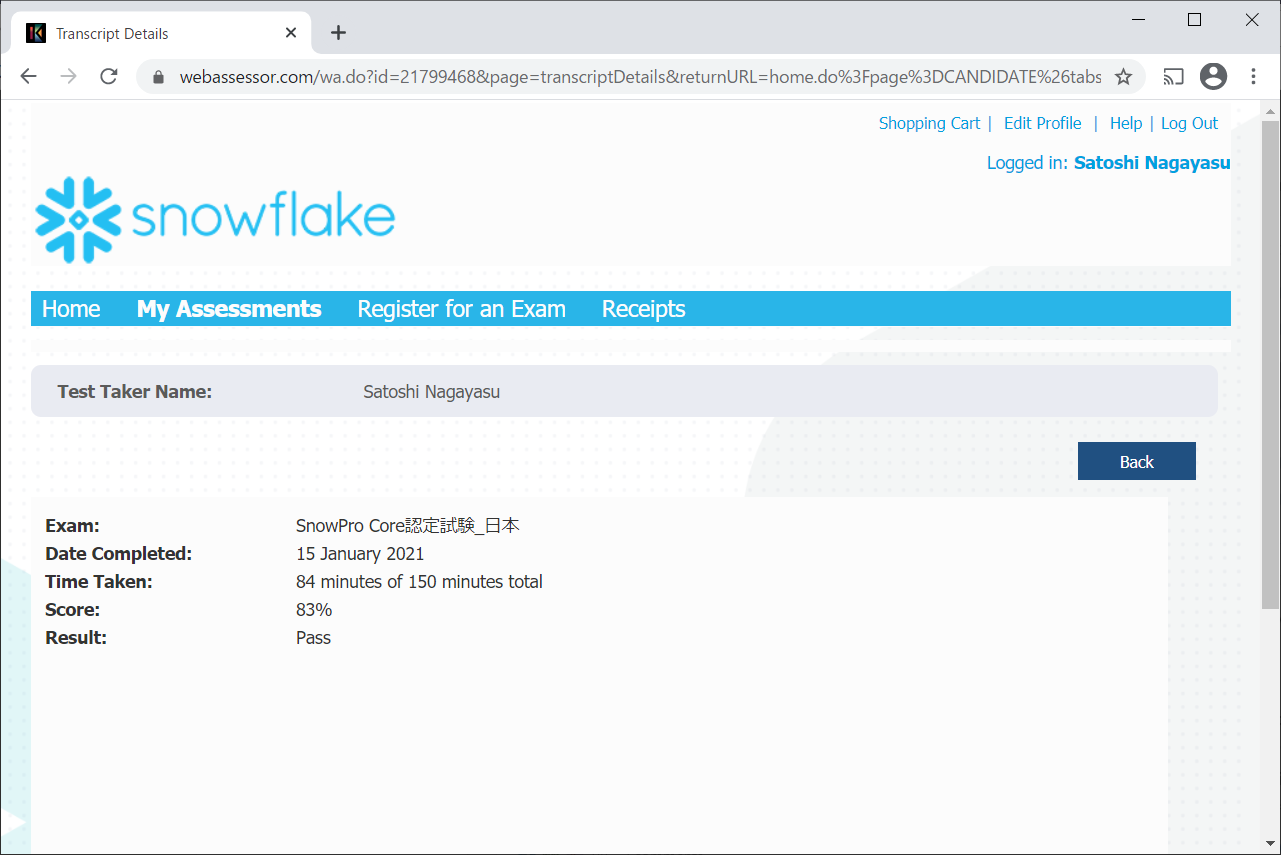 Transcript Details
webassessor.com/wa.do?id=21799468&page=transcriptDetails&returnURL=home.do%3Fpage%3DCANDIDATE%26tabs
Shopping Cart | Edit Profile | Help | Log Out
Logged in: Satoshi Nagayasu
snowflake
Home My Assessments Register for an Exam Receipts
Test Taker Name: Satoshi Nagayasu
Back
Exam: SnowPro Core認定試験_日本
Date Completed: 15 January 2021
Time Taken: 84 minutes of 150 minutes total
Score: 83%
Result: Pass